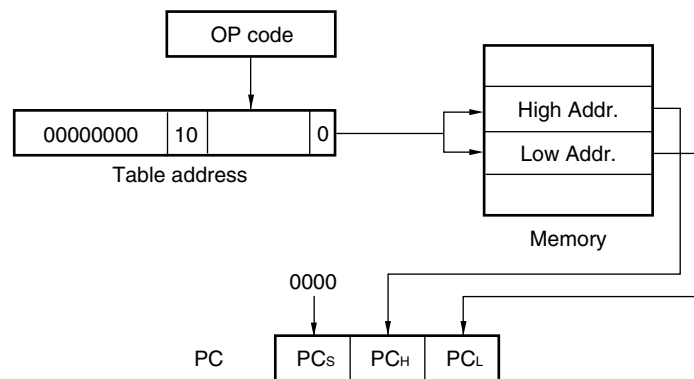 OP code
00000000 10 0
Table address
High Addr.
Low Addr.
Memory
0000
PC PCS PCH PCL